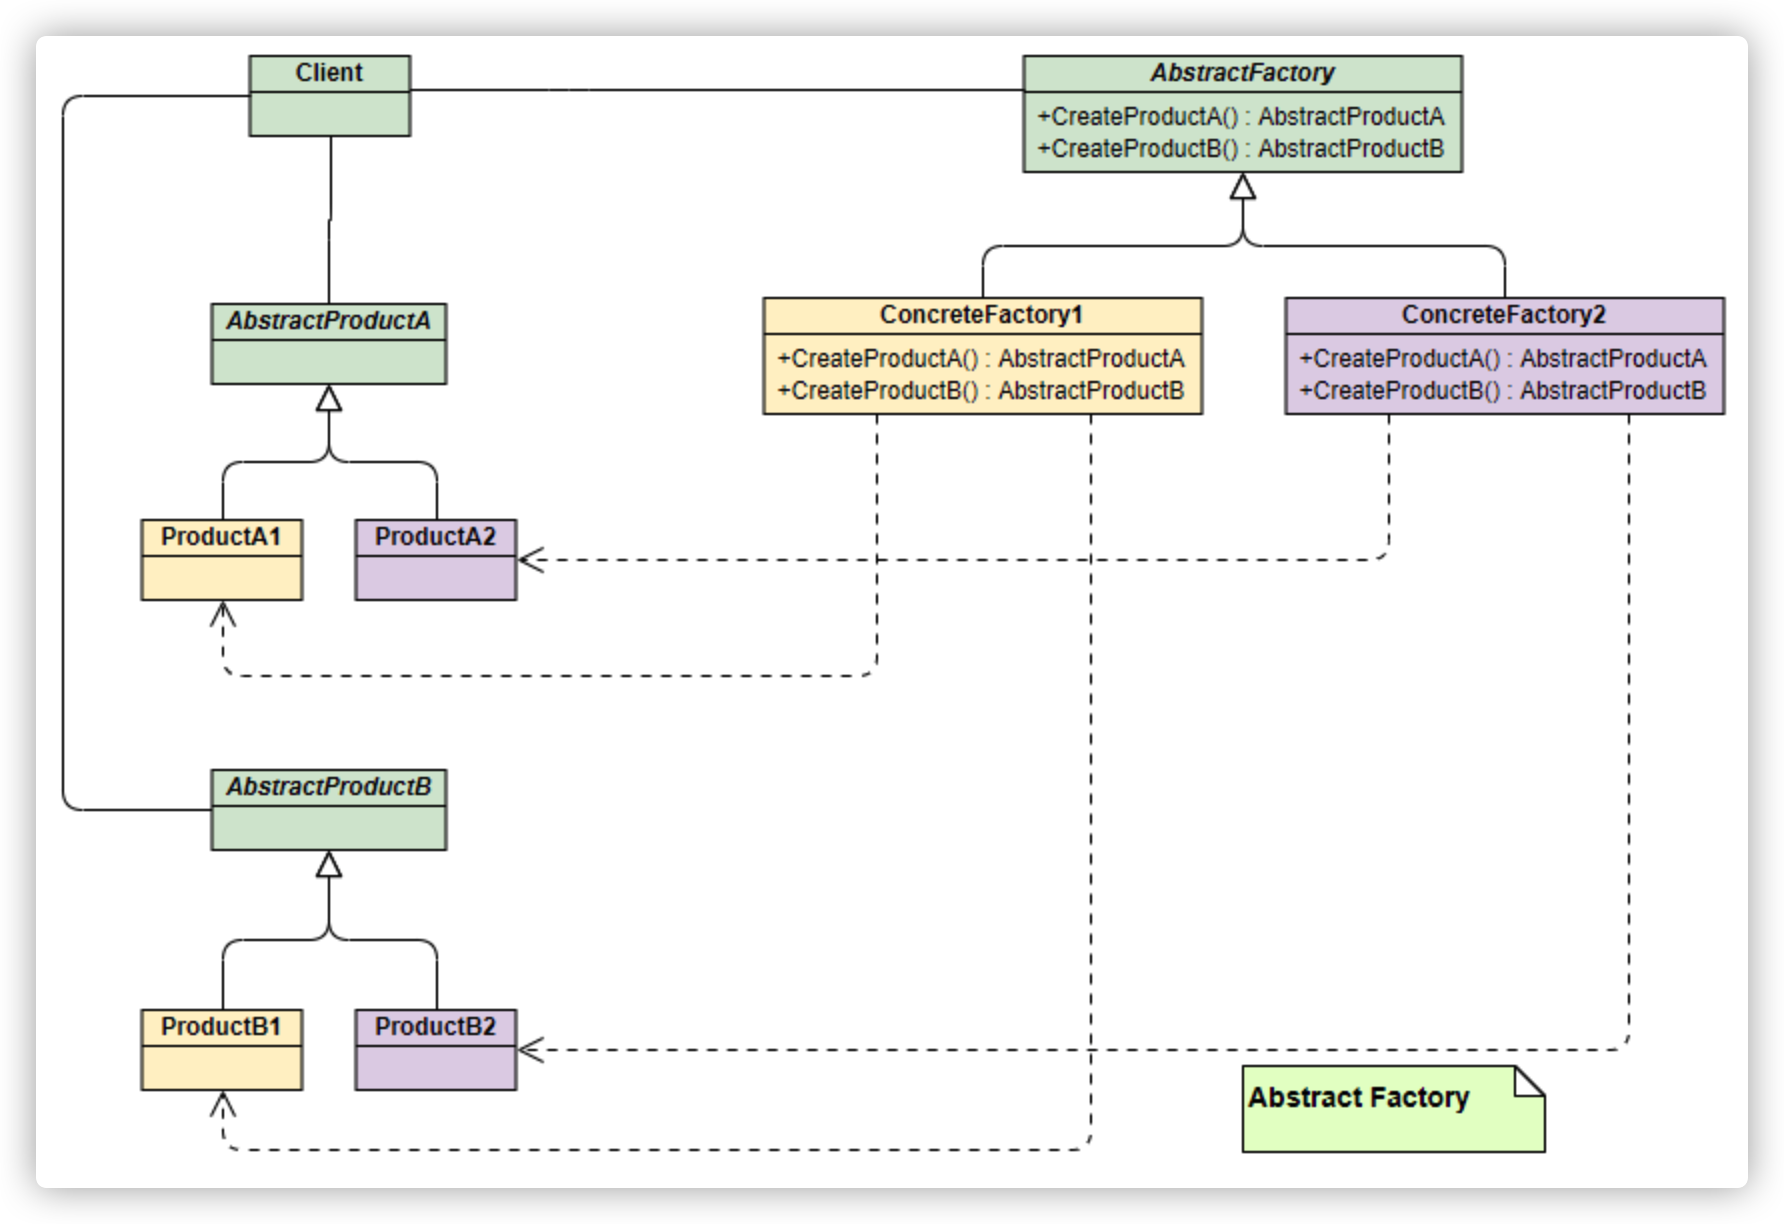 Client
AbstractFactory
+CreateProductA() : AbstractProductA
+CreateProductB() : AbstractProductB
AbstractProductA
ConcreteFactory1
+CreateProductA() : AbstractProductA
+CreateProductB() : AbstractProductB
ConcreteFactory2
+CreateProductA() : AbstractProductA
+CreateProductB() : AbstractProductB
ProductA1
ProductA2
AbstractProductB
ProductB1
ProductB2
Abstract Factory